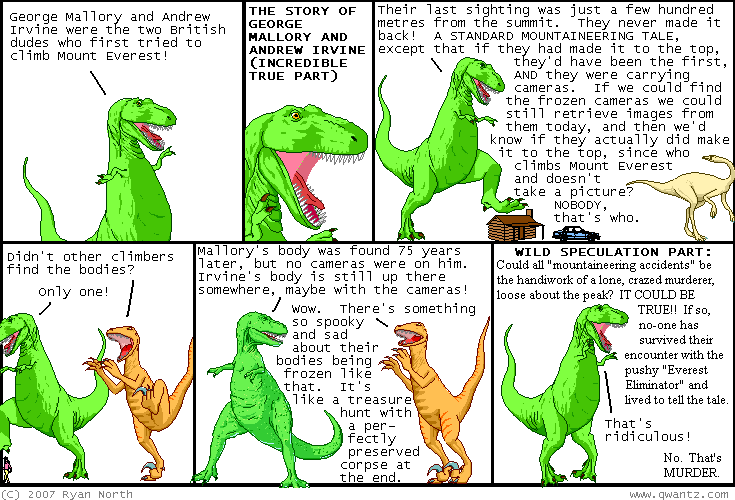 George Mallory and Andrew
Irvine were the two British
dudes who first tried to
climb Mount Everest!
THE STORY OF
GEORGE
MALLORY AND
ANDREW IRVINE
(INCREDIBLE
TRUE PART)
Their last sighting was just a few hundred
metres from the summit. They never made it
back! A STANDARD MOUNTAINEERING TALE,
except that if they had made it to the top,
they'd have been the first,
AND they were carrying
cameras. If we could find
the frozen cameras we could
still retrieve images from
them today, and then we'd
know if they actually did make
it to the top, since who
climbs Mount Everest
and doesn't
take a picture?
NOBODY,
that's who.
Didn't other climbers
find the bodies?
Only one!
Mallory's body was found 75 years
later, but no cameras were on him.
Irvine's body is still up there
somewhere, maybe with the cameras!
Wow. There's something
so spooky
and sad
about their
bodies being
frozen like
that. It's
like a treasure
hunt with
a per-
fectly
preserved
corpse at
the end.
WILD SPECULATION PART:
Could all "mountaineering accidents" be
the handiwork of a lone, crazed murderer,
loose about the peak? IT COULD BE
TRUE!! If so,
no-one has
survived their
encounter with the
pushy "Everest
Eliminator" and
lived to tell the tale.
That's
ridiculous!
No. That's
MURDER.
(C) 2007 Ryan North
www.qwantz.com